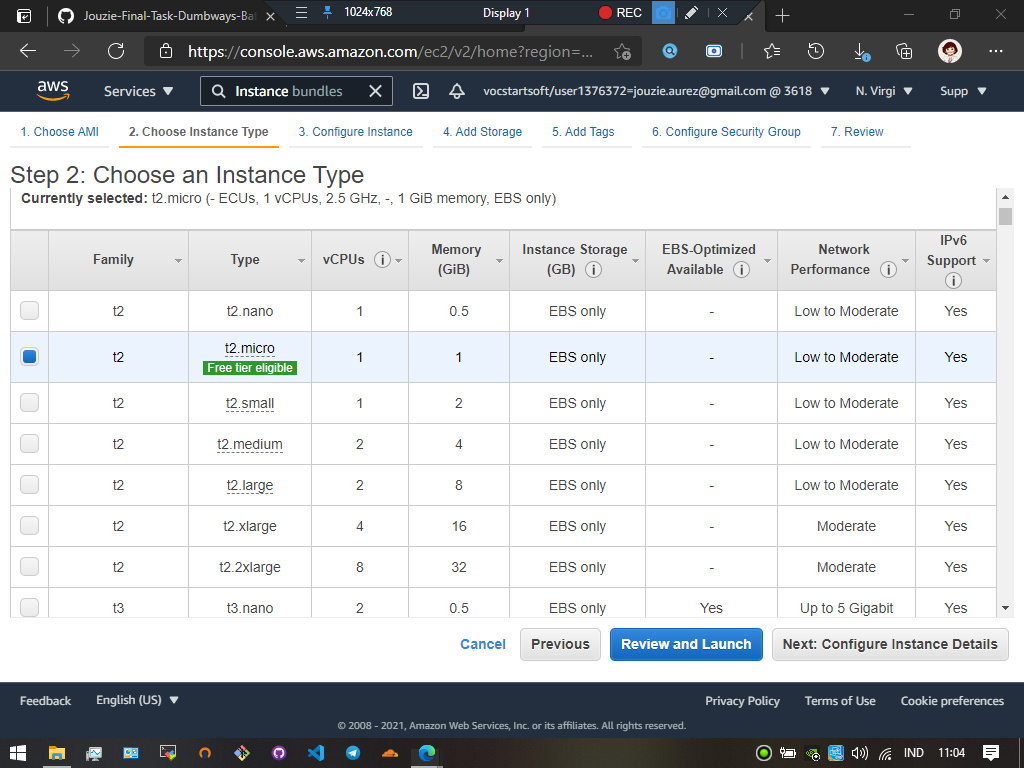 Jouzie-Final-Task-Dumbways-Bat
1024x768
Display 1
REC
https://console.aws.amazon.com/ec2/v2/home?region=...
aws
Services
Instance bundles
vocstartsoft/user1376372=jouzie.aurez@gmail.com @ 3618
N. Virgi
Supp
1. Choose AMI
2. Choose Instance Type
3. Configure Instance
4. Add Storage
5. Add Tags
6. Configure Security Group
7. Review
Step 2: Choose an Instance Type
Currently selected: t2.micro (- ECUs, 1 vCPUs, 2.5 GHz, -, 1 GiB memory, EBS only)
Family Type vCPUs Memory (GiB) Instance Storage (GB) EBS-Optimized Available Network Performance IPv6 Support
t2 t2.nano 1 0.5 EBS only - Low to Moderate Yes
t2 t2.micro 1 1 EBS only - Low to Moderate Yes
Free tier eligible
t2 t2.small 1 2 EBS only - Low to Moderate Yes
t2 t2.medium 2 4 EBS only - Low to Moderate Yes
t2 t2.large 2 8 EBS only - Low to Moderate Yes
t2 t2.xlarge 4 16 EBS only - Moderate Yes
t2 t2.2xlarge 8 32 EBS only - Moderate Yes
t3 t3.nano 2 0.5 EBS only Yes Up to 5 Gigabit Yes
Cancel
Previous
Review and Launch
Next: Configure Instance Details
Feedback
English (US)
Privacy Policy
Terms of Use
Cookie preferences
© 2008 - 2021, Amazon Web Services, Inc. or its affiliates. All rights reserved.
IND
11:04